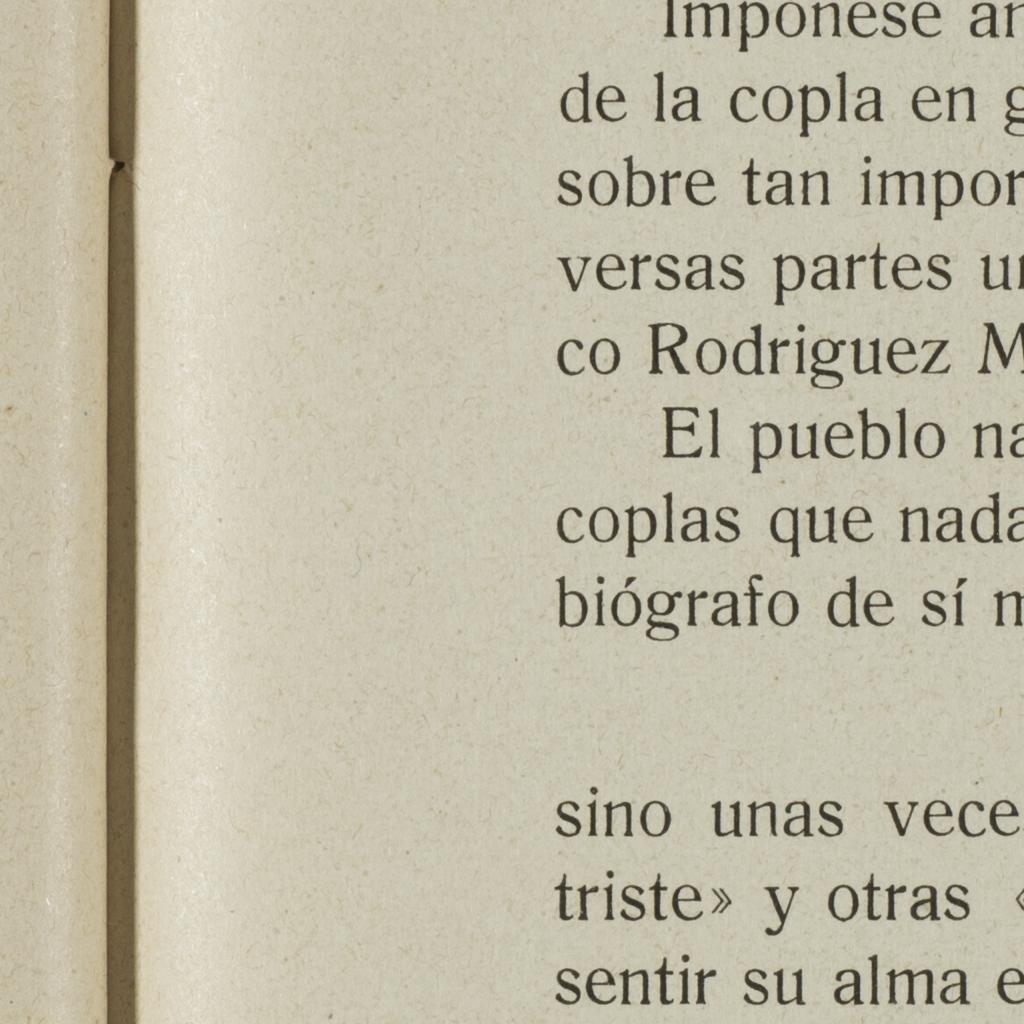 Impónese an
de la copla en g
sobre tan impor
versas partes un
co Rodriguez M
El pueblo na
coplas que nada
biógrafo de sí m
sino unas vece
triste» y otras «
sentir su alma e